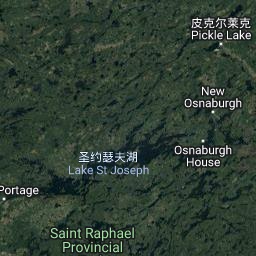 皮克尔莱克
Pickle Lake
New
Osnaburgh
Osnaburgh
House
圣约瑟夫湖
Lake St Joseph
Portage
Saint Raphael
Provincial